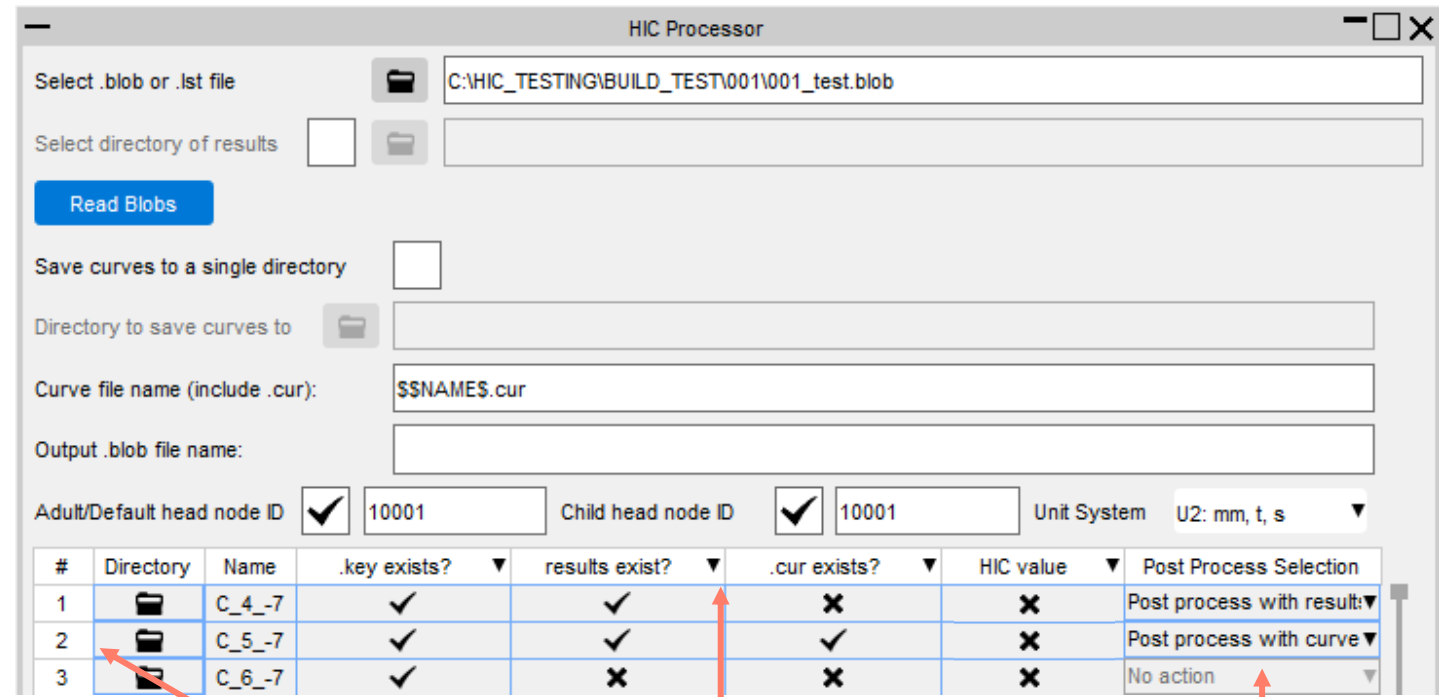 HIC Processor
Select .blob or .lst file C:\HIC_TESTING\BUILD_TEST\001\001_test.blob
Select directory of results
Read Blobs
Save curves to a single directory
Directory to save curves to
Curve file name (include .cur): $$NAME$.cur
Output .blob file name:
Adult/Default head node ID 10001 Child head node ID 10001 Unit System U2: mm, t, s
# Directory Name .key exists? results exist? .cur exists? HIC value Post Process Selection
1 C_4_-7 Post process with results
2 C_5_-7 Post process with curve
3 C_6_-7 No action